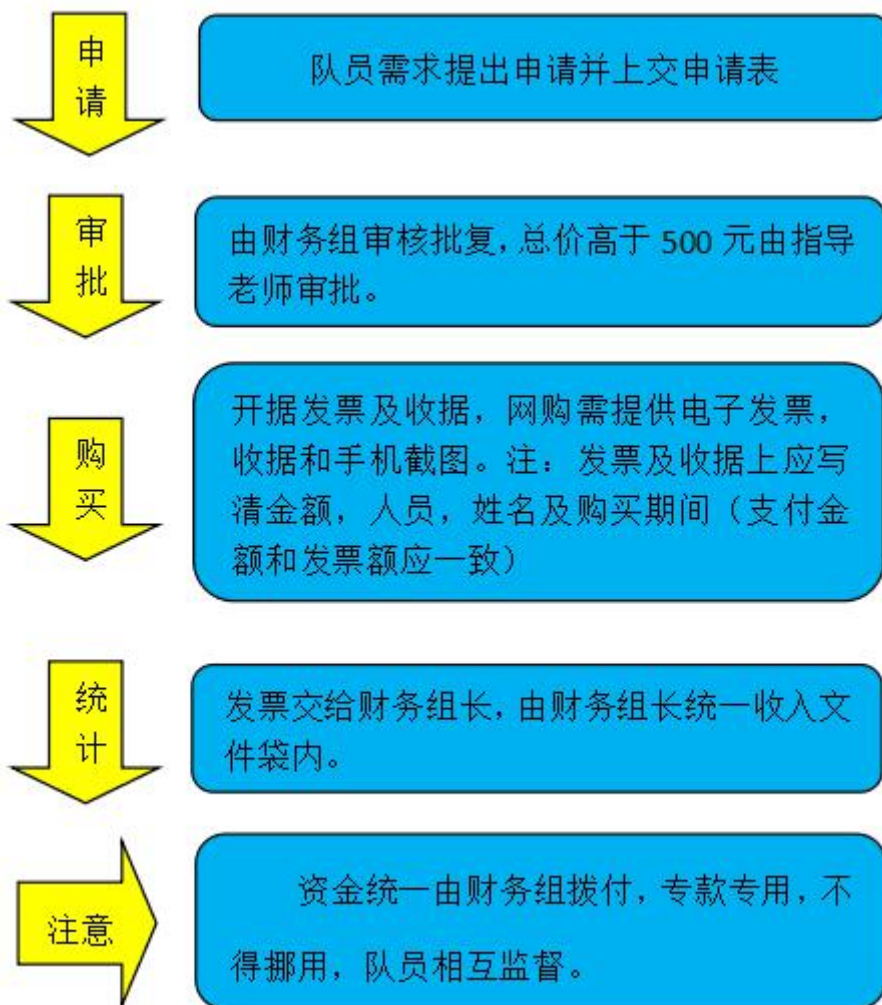 申
请
队员需求提出申请并上交申请表
审
批
由财务组审核批复，总价高于 500 元由指导
老师审批。
购
买
开据发票及收据，网购需提供电子发票，
收据和手机截图。注：发票及收据上应写
清金额，人员，姓名及购买期间（支付金
额和发票额应一致）
统
计
发票交给财务组长，由财务组长统一收入文
件袋内。
注意
资金统一由财务组拨付，专款专用，不
得挪用，队员相互监督。